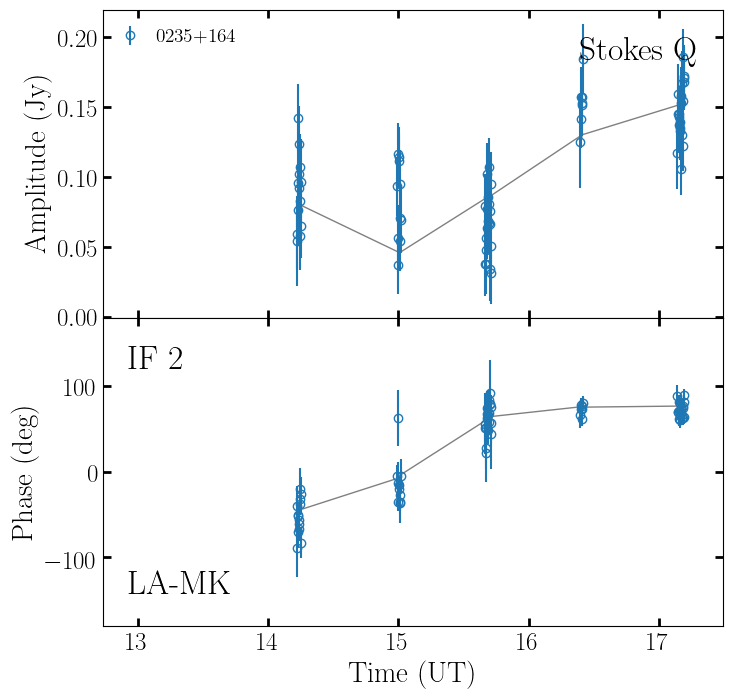 0235+164
Stokes Q
0.20
0.15
0.10
0.05
0.00
Amplitude (Jy)
IF 2
100
0
−100
Phase (deg)
LA-MK
13 14 15 16 17
Time (UT)